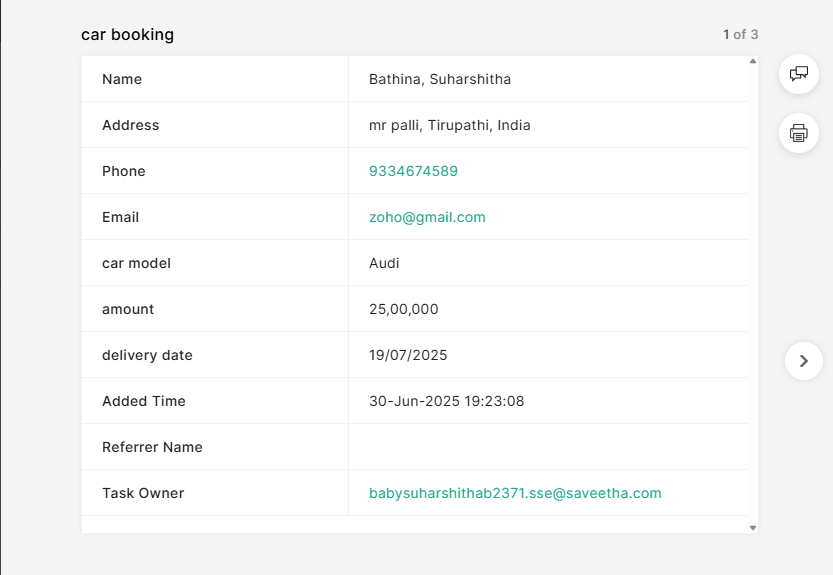 car booking 1 of 3
Name Bathina, Suharshitha
Address mr palli, Tirupathi, India
Phone 9334674589
Email zoho@gmail.com
car model Audi
amount 25,00,000
delivery date 19/07/2025
Added Time 30-Jun-2025 19:23:08
Referrer Name
Task Owner babysuharshithab2371.sse@saveetha.com